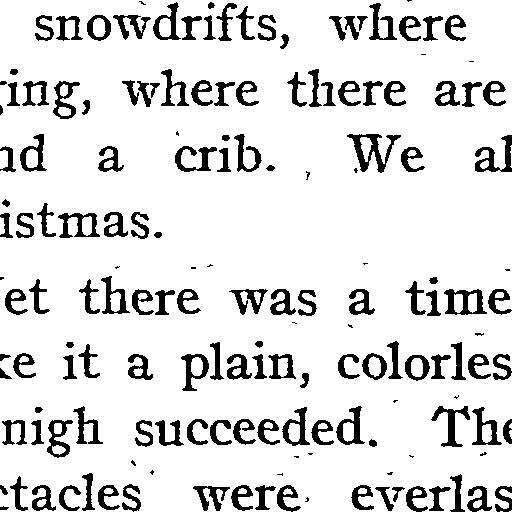 snowdrifts, where
ging, where there are
nd a crib. We al
istmas.
Yet there was a time
ke it a plain, colorles
nigh succeeded. The
ctacles were everlas